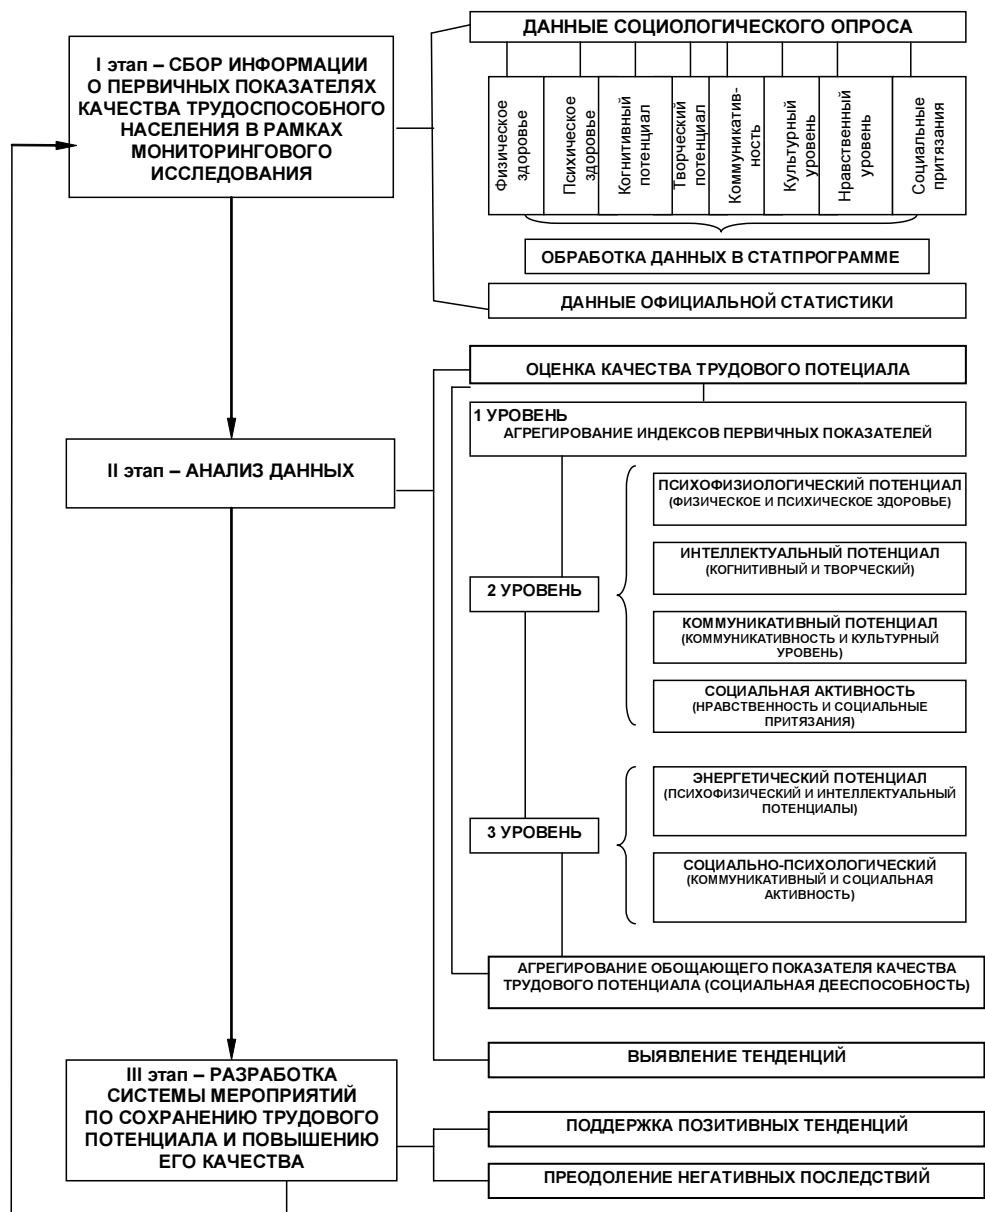 I этап – СБОР ИНФОРМАЦИИ
О ПЕРВИЧНЫХ ПОКАЗАТЕЛЯХ
КАЧЕСТВА ТРУДОСПОСОБНОГО
НАСЕЛЕНИЯ В РАМКАХ
МОНИТОРИНГОВОГО
ИССЛЕДОВАНИЯ
ДАННЫЕ СОЦИОЛОГИЧЕСКОГО ОПРОСА
Физическое
здоровье
Психическое
здоровье
Когнитивный
потенциал
Творческий
потенциал
Коммуникатив-
ность
Культурный
уровень
Нравственный
уровень
Социальные
притязания
ОБРАБОТКА ДАННЫХ В СТАТПРОГРАММЕ
ДАННЫЕ ОФИЦИАЛЬНОЙ СТАТИСТИКИ
II этап – АНАЛИЗ ДАННЫХ
ОЦЕНКА КАЧЕСТВА ТРУДОВОГО ПОТЕЦИАЛА
1 УРОВЕНЬ
АГРЕГИРОВАНИЕ ИНДЕКСОВ ПЕРВИЧНЫХ ПОКАЗАТЕЛЕЙ
2 УРОВЕНЬ
ПСИХОФИЗИОЛОГИЧЕСКИЙ ПОТЕНЦИАЛ
(ФИЗИЧЕСКОЕ И ПСИХИЧЕСКОЕ ЗДОРОВЬЕ)
ИНТЕЛЛЕКТУАЛЬНЫЙ ПОТЕНЦИАЛ
(КОГНИТИВНЫЙ И ТВОРЧЕСКИЙ)
КОММУНИКАТИВНЫЙ ПОТЕНЦИАЛ
(КОММУНИКАТИВНОСТЬ И КУЛЬТУРНЫЙ
УРОВЕНЬ)
СОЦИАЛЬНАЯ АКТИВНОСТЬ
(НРАВСТВЕННОСТЬ И СОЦИАЛЬНЫЕ
ПРИТЯЗАНИЯ)
3 УРОВЕНЬ
ЭНЕРГЕТИЧЕСКИЙ ПОТЕНЦИАЛ
(ПСИХОФИЗИЧЕСКИЙ И ИНТЕЛЛЕКТУАЛЬНЫЙ
ПОТЕНЦИАЛЫ)
СОЦИАЛЬНО-ПСИХОЛОГИЧЕСКИЙ
(КОММУНИКАТИВНЫЙ И СОЦИАЛЬНАЯ
АКТИВНОСТЬ)
АГРЕГИРОВАНИЕ ОБОЩАЮЩЕГО ПОКАЗАТЕЛЯ КАЧЕСТВА
ТРУДОВОГО ПОТЕНЦИАЛА (СОЦИАЛЬНАЯ ДЕЕСПОСОБНОСТЬ)
ВЫЯВЛЕНИЕ ТЕНДЕНЦИЙ
III этап – РАЗРАБОТКА
СИСТЕМЫ МЕРОПРИЯТИЙ
ПО СОХРАНЕНИЮ ТРУДОВОГО
ПОТЕНЦИАЛА И ПОВЫШЕНИЮ
ЕГО КАЧЕСТВА
ПОДДЕРЖКА ПОЗИТИВНЫХ ТЕНДЕНЦИЙ
ПРЕОДОЛЕНИЕ НЕГАТИВНЫХ ПОСЛЕДСТВИЙ